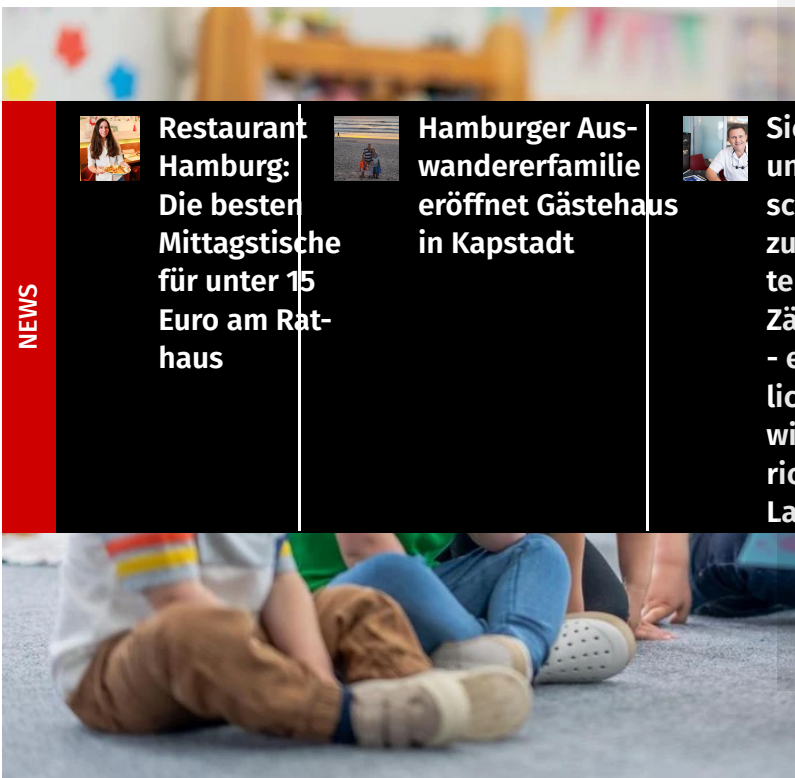 NEWS
Restaurant
Hamburg:
Die besten
Mittagstische
für unter 15
Euro am Rat-
haus
Hamburger Aus-
wandererfamilie
eröffnet Gästehaus
in Kapstadt
zu
- e